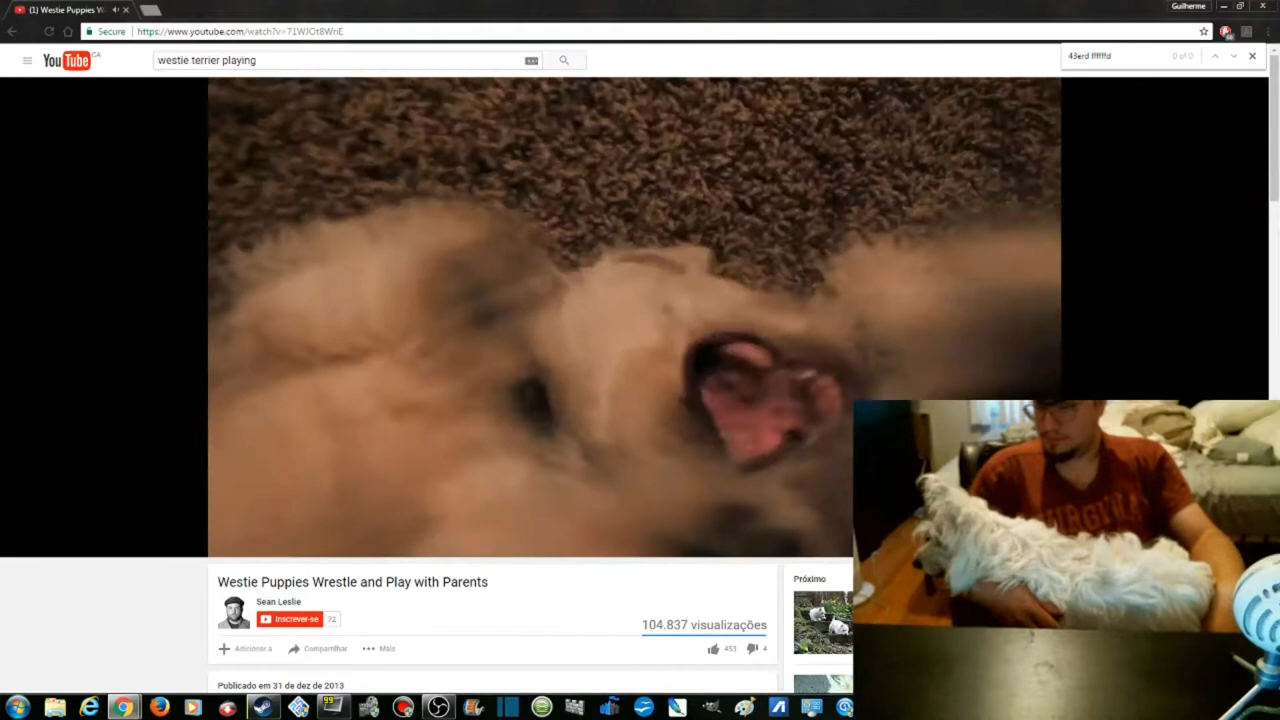 (1) Westie Puppies W
Guilherme
Secure
https://www.youtube.com/watch?v=71WJOt8WriE
YouTube CA
westie terrier playing
43erd ffffffd
0 of 0
Westie Puppies Wrestle and Play with Parents
Sean Leslie
Inscrever-se 72
104.837 visualizações
Adicionar a
Compartilhar
Mais
453
4
Publicado em 31 de dez de 2013
Próximo
VIRGINIA
99